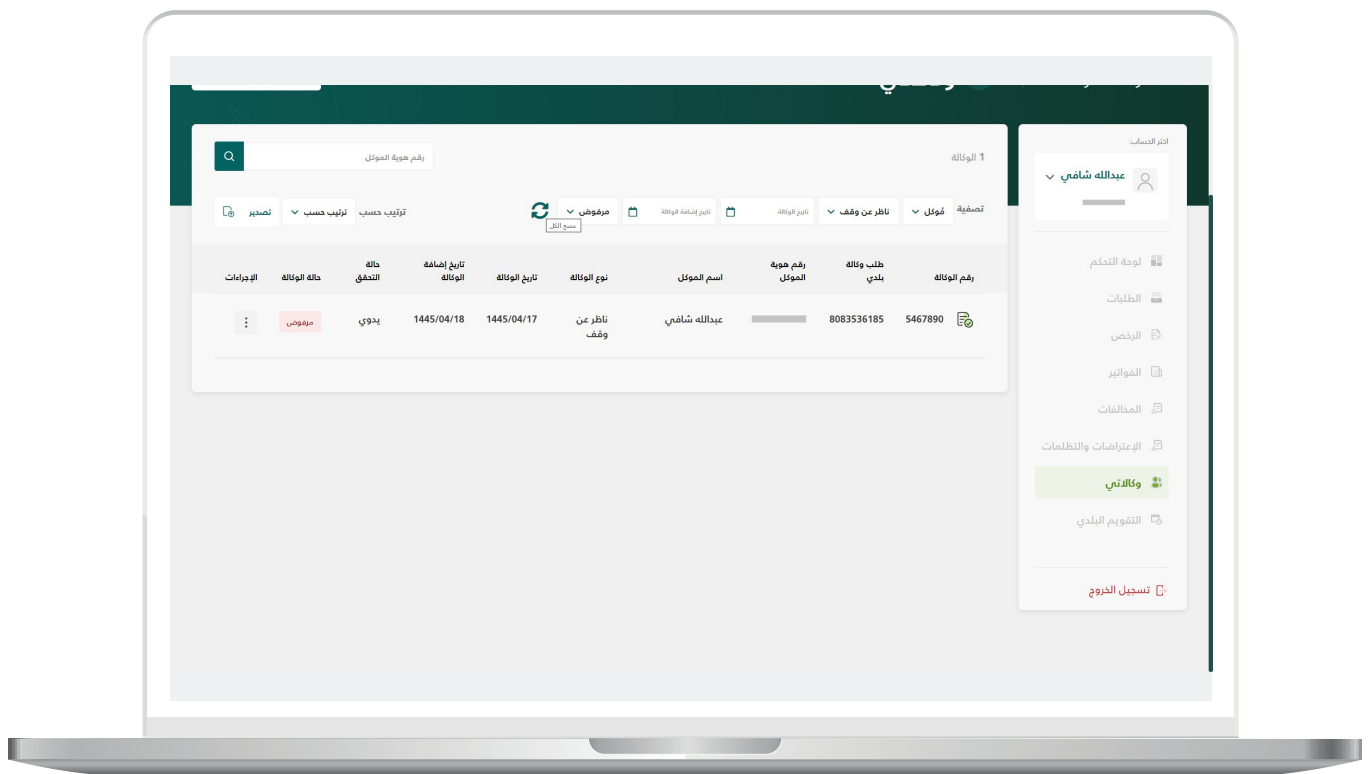 اختر الحساب:
عبدالله شافي
لوحة التحكم
الطلبات
الرخص
الفواتير
المخالفات
الإعتراضات والتظلمات
وكالاتي
التقويم البلدي
تسجيل الخروج
1 الوكالة
رقم هوية الموكل
تصفية
مُوكل
ناظر عن وقف
تاريخ الوكالة
تاريخ إضافة الوكالة
مرفوض
مسح الكل
ترتيب حسب
ترتيب حسب
تصدير
رقم الوكالة
طلب وكالة بلدي
رقم هوية الموكل
اسم الموكل
نوع الوكالة
تاريخ الوكالة
تاريخ إضافة الوكالة
حالة التحقق
حالة الوكالة
الإجراءات
5467890
8083536185
عبدالله شافي
ناظر عن وقف
1445/04/17
1445/04/18
يدوي
مرفوض